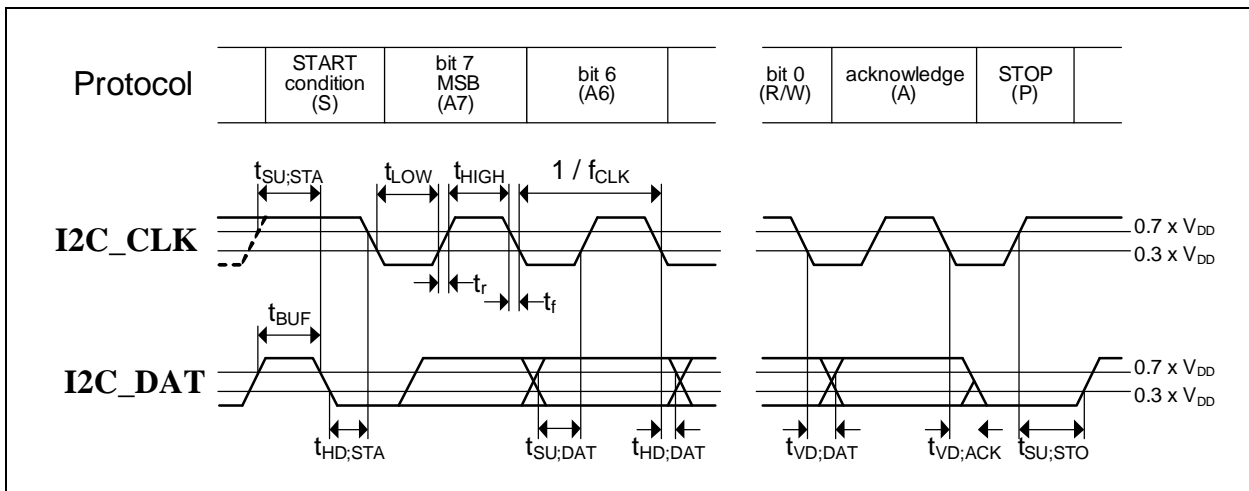 Protocol
START
condition
(S)
bit 7
MSB
(A7)
bit 6
(A6)
bit 0
(R/W)
acknowledge
(A)
STOP
(P)
tSU;STA
tLOW
tHIGH
1 / fCLK
I2C_CLK
0.7 x VDD
0.3 x VDD
tr
tf
tBUF
I2C_DAT
0.7 x VDD
0.3 x VDD
tHD;STA
tSU;DAT
tHD;DAT
tVD;DAT
tVD;ACK
tSU;STO